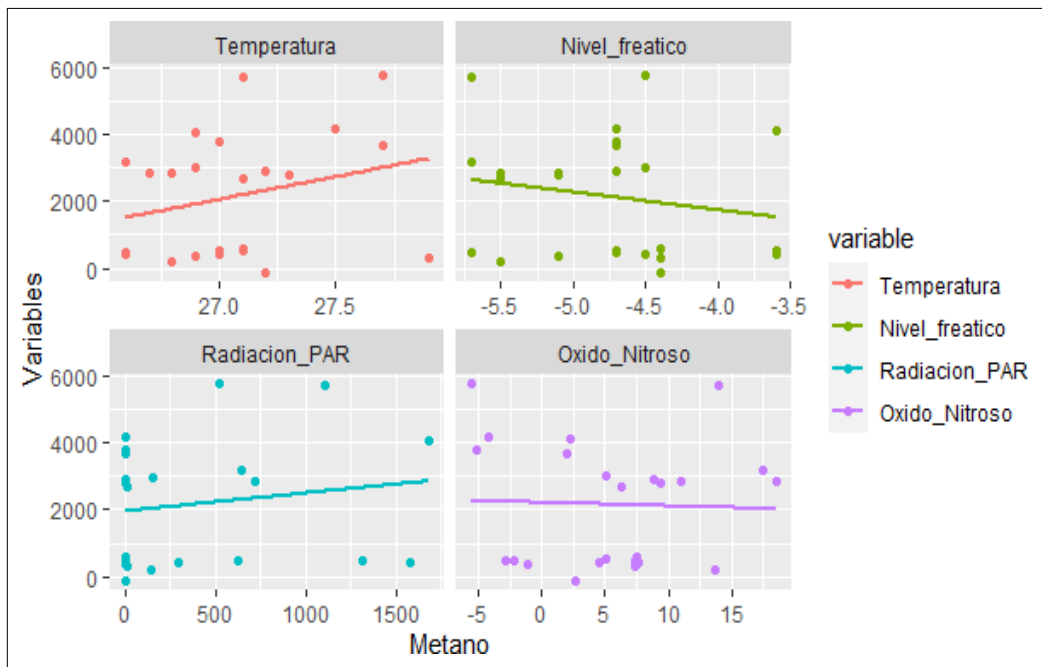 Temperatura
Nivel_freatico
6000
4000
2000
0
27.0
27.5
-5.5
-5.0
-4.5
-4.0
-3.5
Radiacion_PAR
Oxido_Nitroso
6000
4000
2000
0
0
500
1000
1500
-5
0
5
10
15
Metano
Variables
variable
Temperatura
Nivel_freatico
Radiacion_PAR
Oxido_Nitroso